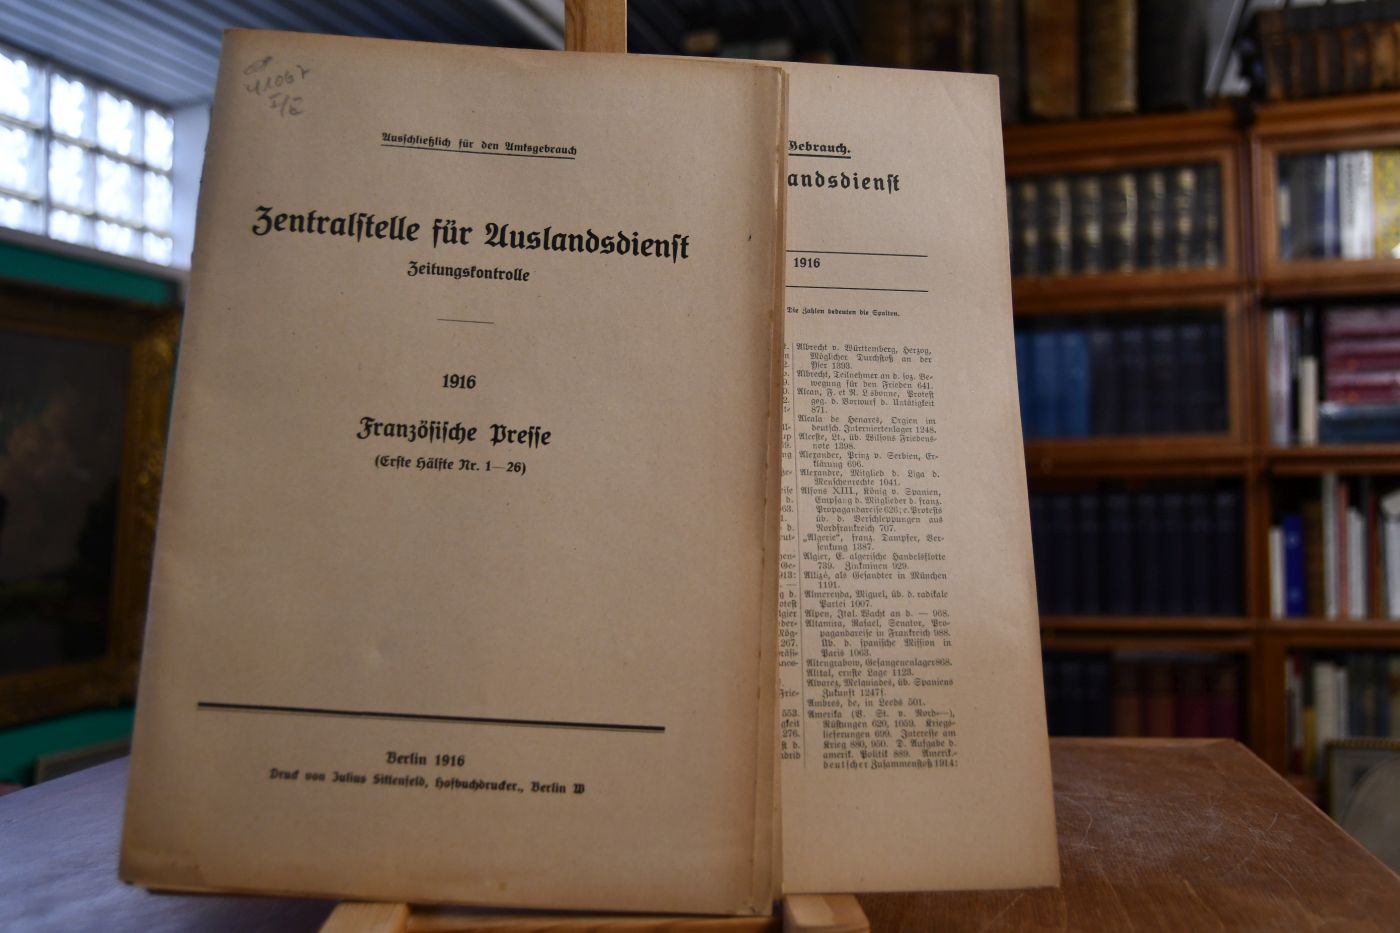 41067
I/2
Ausschließlich für den Amtsgebrauch
Zentralstelle für Auslandsdienst
Zeitungskontrolle
1916
Französische Presse
(Erste Hälfte Nr. 1—26)
Berlin 1916
Druck von Julius Sittenfeld, Hofbuchdrucker., Berlin W
Gebrauch.
andsdienst
1916
Die Zahlen bedeuten die Spalten.
Albrecht v. Württemberg, Herzog,
Möglicher Durchstoß an der
Yser 1393.
Albrecht, Teilnehmer an d. soz. Be-
wegung für den Frieden 641.
Alcan, F. et R. Lisbonne, Protest
geg. d. Vorwurf d. Untätigkeit
871.
Alcala de Henares, Orgien im
deutsch. Interniertenlager 1248.
Alceste, Lt., üb. Wilsons Friedens-
note 1398.
Alexander, Prinz v. Serbien, Er-
klärung 696.
Alexandre, Mitglied d. Liga d.
Menschenrechte 1041.
Alfons XIII., König v. Spanien,
Empfang d. Mitglieder d. franz.
Propagandareise 626; e. Protests
üb. d. Verschleppungen aus
Nordfrankreich 707.
„Algerie“, franz. Dampfer, Ver-
senkung 1387.
Algier, E. algerische Handelsflotte
739. Zinkminen 929.
Allizé, als Gesandter in München
1191.
Almereyda, Miguel, üb. d. radikale
Partei 1007.
Alpen, Ital. Wacht an d. — 968.
Altamira, Rafael, Senator, Pro-
pagandareise in Frankreich 988.
Üb. d. spanische Mission in
Paris 1063.
Altengrabow, Gefangenenlager 868.
Alltal, ernste Lage 1123.
Alvarez, Melquiades, üb. Spaniens
Zukunft 1247f.
Ambres, de, in Leeds 501.
Amerika (V. St. v. Nord-—),
Rüstungen 620, 1059. Kriegs-
lieferungen 699. Interesse am
Krieg 880, 950. D. Aufgabe d.
amerik. Politik 889. Amerik.-
deutscher Zusammenstoß 1914: